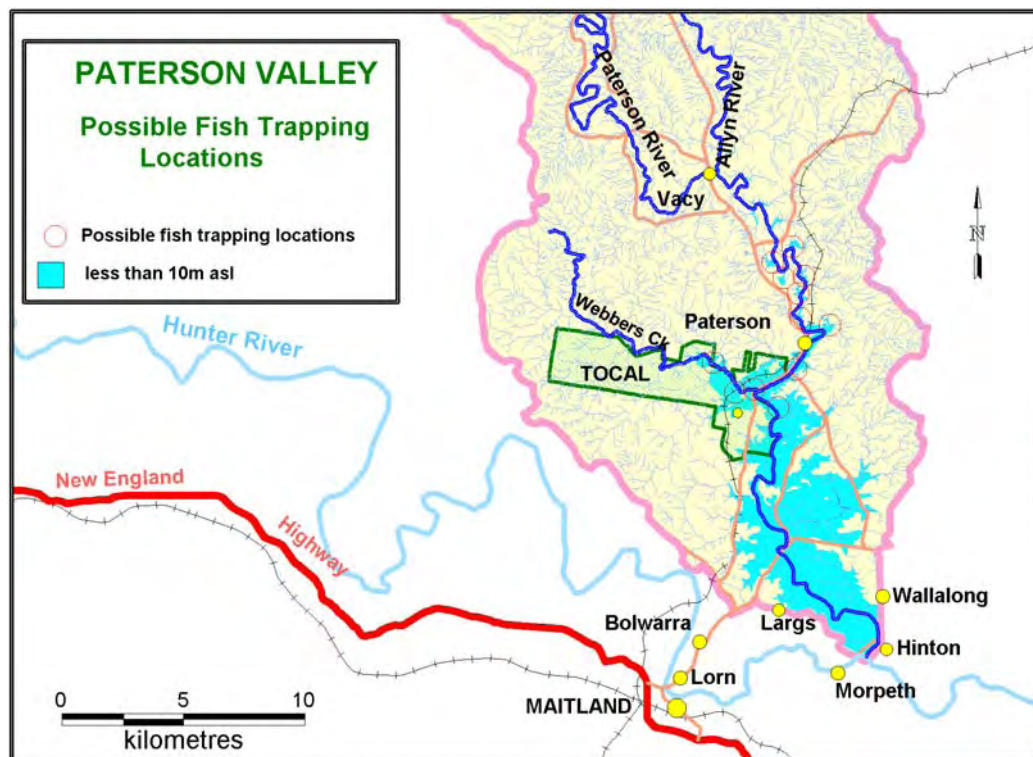 PATERSON VALLEY
Possible Fish Trapping
Locations
Possible fish trapping locations
less than 10m asl
Paterson River
Allyn River
Vacy
N
Webbers Ck
Paterson
Hunter River
TOCAL
New England
Highway
Wallalong
Bolwarra
Largs
Hinton
Lorn
Morpeth
MAITLAND
0 5 10
kilometres